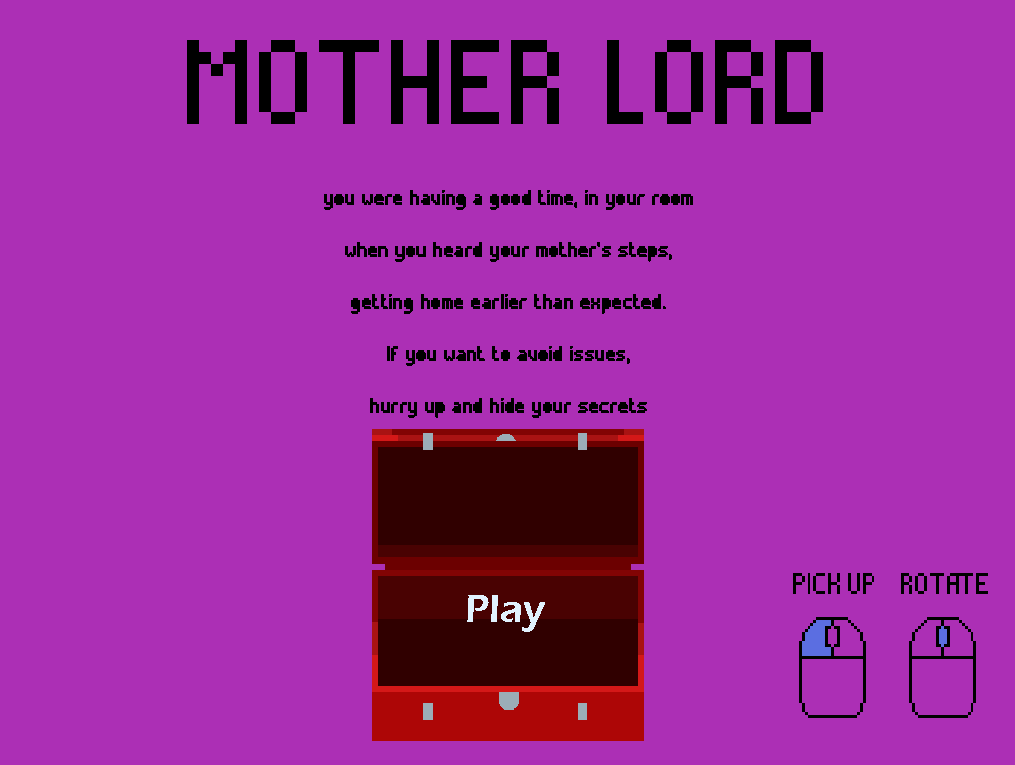 MOTHER LORD
you were having a good time, in your room
when you heard your mother's steps,
getting home earlier than expected.
If you want to avoid issues,
hurry up and hide your secrets
Play
PICK UP
ROTATE